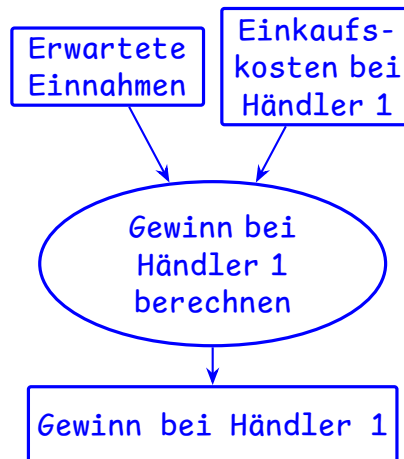 Erwartete
Einnahmen
Einkaufs-
kosten bei
Händler 1
Gewinn bei
Händler 1
berechnen
Gewinn bei Händler 1